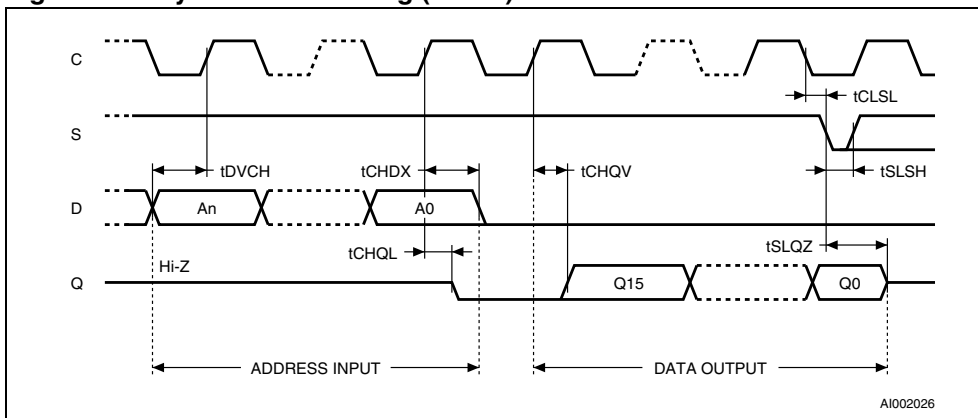 C
tCLSL
S
tDVCH
tCHDX
tCHQV
tSLSH
D
An
A0
tCHQL
tSLQZ
Hi-Z
Q
Q15
Q0
ADDRESS INPUT
DATA OUTPUT
AI002026